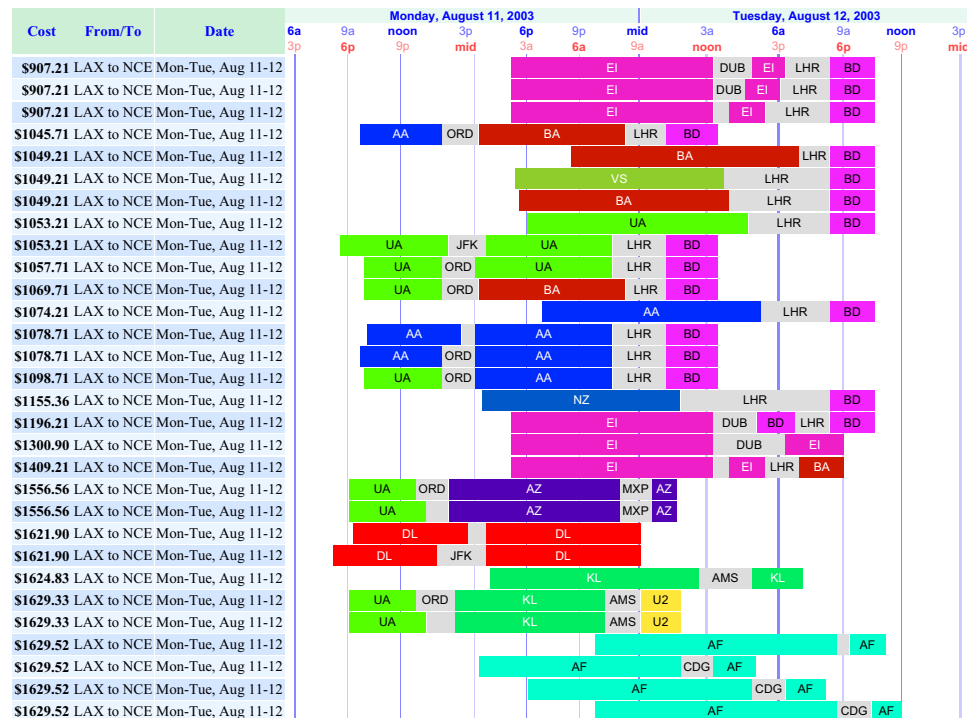 Monday, August 11, 2003 Tuesday, August 12, 2003
Cost From/To Date 6a 9a noon 3p 6p mid 3a 6a 9a noon 3p
3p 6p 9p mid 3a 6a 9a noon 3p 6p 9p mid
$907.21 LAX to NCE Mon-Tue, Aug 11-12 EI DUB EI LHR BD
$907.21 LAX to NCE Mon-Tue, Aug 11-12 EI DUB EI LHR BD
$907.21 LAX to NCE Mon-Tue, Aug 11-12 EI EI LHR BD
$1045.71 LAX to NCE Mon-Tue, Aug 11-12 AA ORD BA LHR BD
$1049.21 LAX to NCE Mon-Tue, Aug 11-12 BA LHR BD
$1049.21 LAX to NCE Mon-Tue, Aug 11-12 VS LHR BD
$1049.21 LAX to NCE Mon-Tue, Aug 11-12 BA LHR BD
$1053.21 LAX to NCE Mon-Tue, Aug 11-12 UA LHR BD
$1053.21 LAX to NCE Mon-Tue, Aug 11-12 UA JFK UA LHR BD
$1057.71 LAX to NCE Mon-Tue, Aug 11-12 UA ORD UA LHR BD
$1069.71 LAX to NCE Mon-Tue, Aug 11-12 UA ORD BA LHR BD
$1074.21 LAX to NCE Mon-Tue, Aug 11-12 AA LHR BD
$1078.71 LAX to NCE Mon-Tue, Aug 11-12 AA AA LHR BD
$1078.71 LAX to NCE Mon-Tue, Aug 11-12 AA ORD AA LHR BD
$1098.71 LAX to NCE Mon-Tue, Aug 11-12 UA ORD AA LHR BD
$1155.36 LAX to NCE Mon-Tue, Aug 11-12 NZ LHR BD
$1196.21 LAX to NCE Mon-Tue, Aug 11-12 EI DUB BD LHR BD
$1300.90 LAX to NCE Mon-Tue, Aug 11-12 EI DUB EI
$1409.21 LAX to NCE Mon-Tue, Aug 11-12 EI EI LHR BA
$1556.56 LAX to NCE Mon-Tue, Aug 11-12 UA ORD AZ MXP AZ
$1556.56 LAX to NCE Mon-Tue, Aug 11-12 UA AZ MXP AZ
$1621.90 LAX to NCE Mon-Tue, Aug 11-12 DL DL
$1621.90 LAX to NCE Mon-Tue, Aug 11-12 DL JFK DL
$1624.83 LAX to NCE Mon-Tue, Aug 11-12 KL AMS KL
$1629.33 LAX to NCE Mon-Tue, Aug 11-12 UA ORD KL AMS U2
$1629.33 LAX to NCE Mon-Tue, Aug 11-12 UA KL AMS U2
$1629.52 LAX to NCE Mon-Tue, Aug 11-12 AF AF
$1629.52 LAX to NCE Mon-Tue, Aug 11-12 AF CDG AF
$1629.52 LAX to NCE Mon-Tue, Aug 11-12 AF CDG AF
$1629.52 LAX to NCE Mon-Tue, Aug 11-12 AF CDG AF